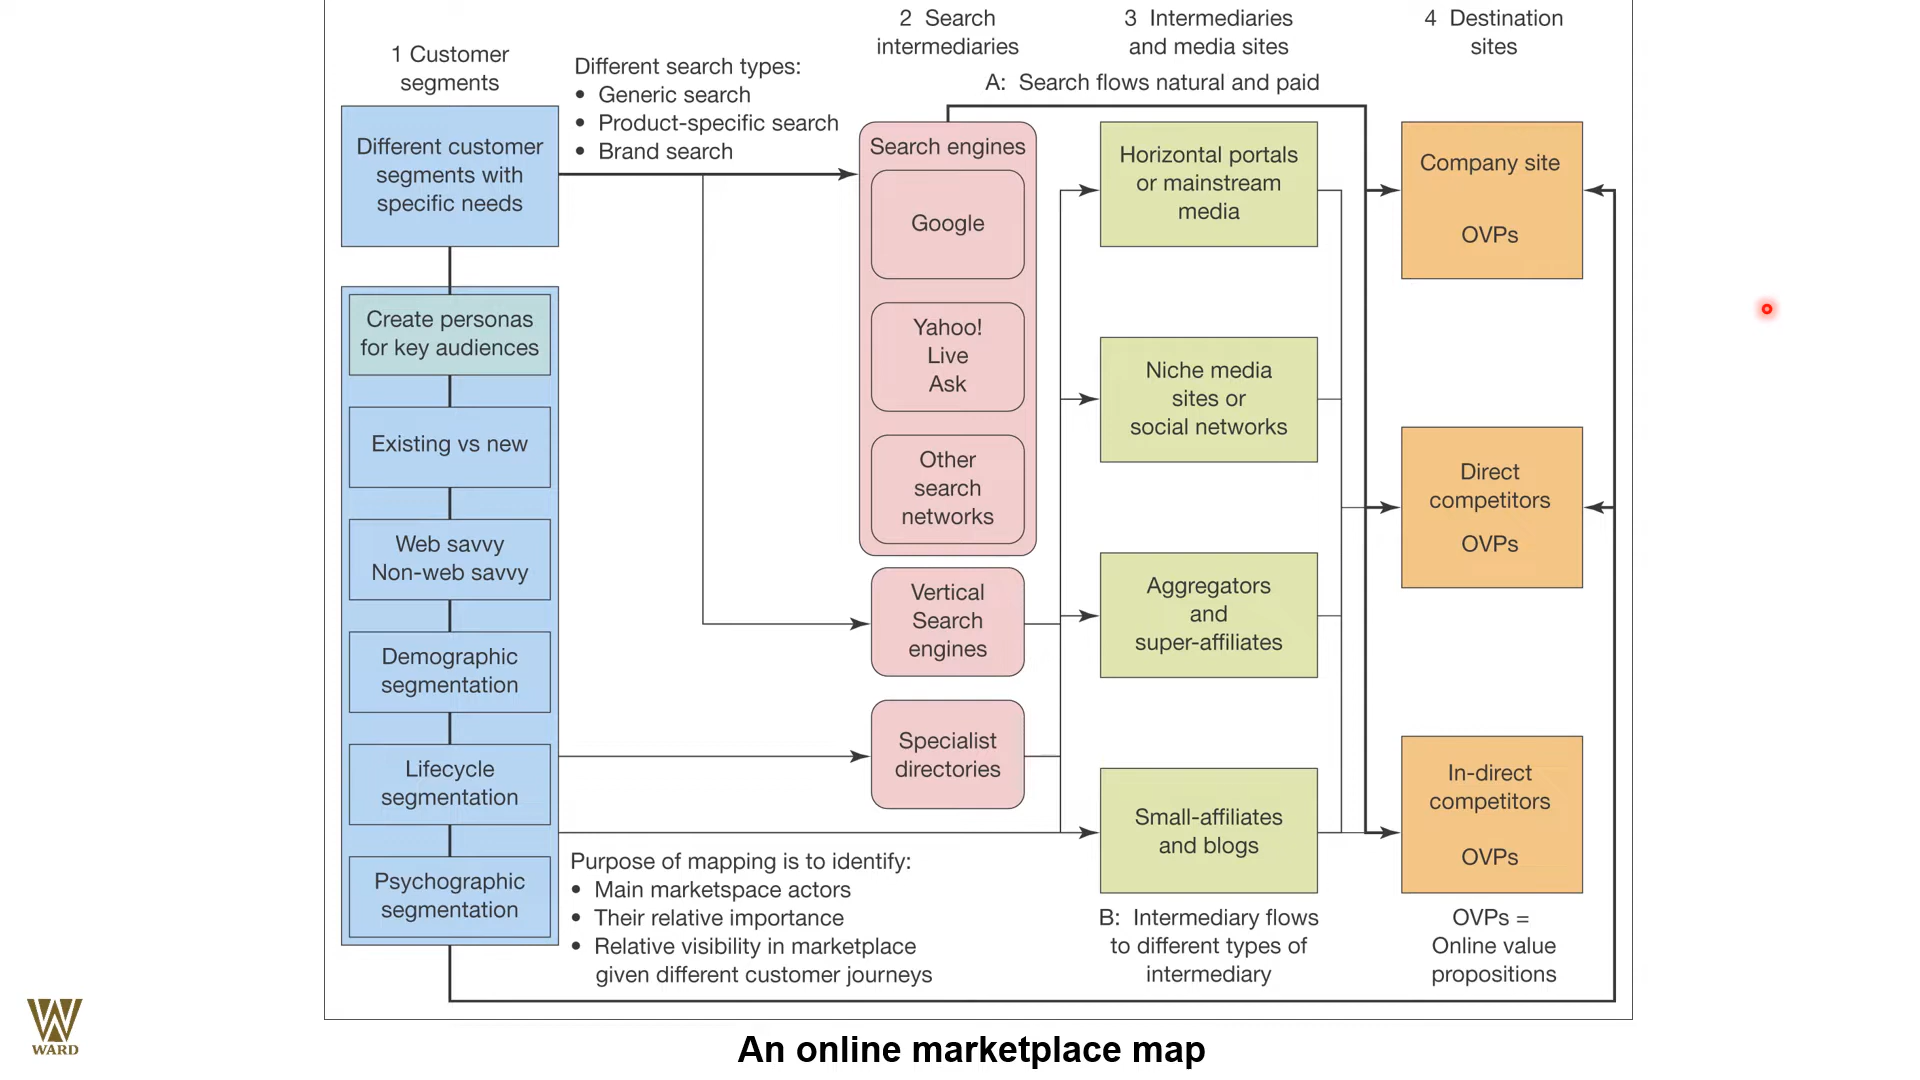 1 Customer
segments
Different search types:
• Generic search
• Product-specific search
• Brand search
2 Search
intermediaries
3 Intermediaries
and media sites
4 Destination
sites
A: Search flows natural and paid
Different customer
segments with
specific needs
Create personas
for key audiences
Existing vs new
Web savvy
Non-web savvy
Demographic
segmentation
Lifecycle
segmentation
Psychographic
segmentation
Search engines
Google
Yahoo!
Live
Ask
Other
search
networks
Vertical
Search
engines
Specialist
directories
Horizontal portals
or mainstream
media
Niche media
sites or
social networks
Aggregators
and
super-affiliates
Small-affiliates
and blogs
Company site
OVPs
Direct
competitors
OVPs
In-direct
competitors
OVPs
Purpose of mapping is to identify:
• Main marketspace actors
• Their relative importance
• Relative visibility in marketplace
given different customer journeys
B: Intermediary flows
to different types of
intermediary
OVPs =
Online value
propositions
WARD
An online marketplace map